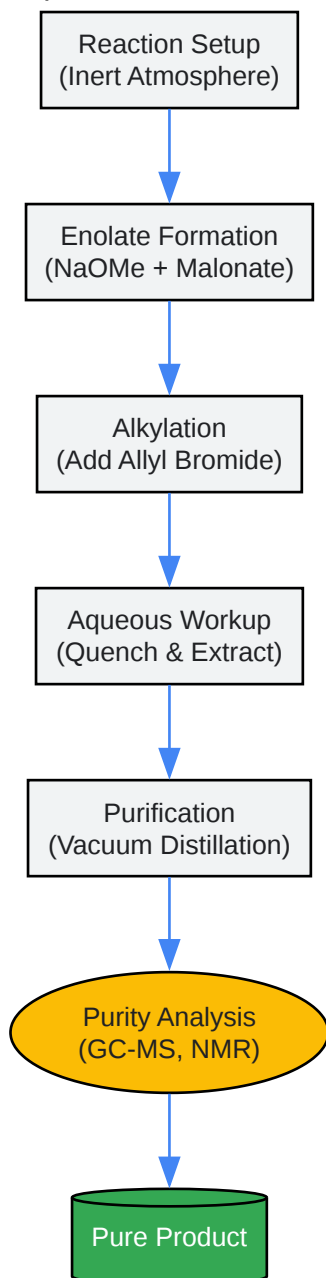 Reaction Setup
(Inert Atmosphere)
Enolate Formation
(NaOMe + Malonate)
Alkylation
(Add Allyl Bromide)
Aqueous Workup
(Quench & Extract)
Purification
(Vacuum Distillation)
Purity Analysis
(GC-MS, NMR)
Pure Product